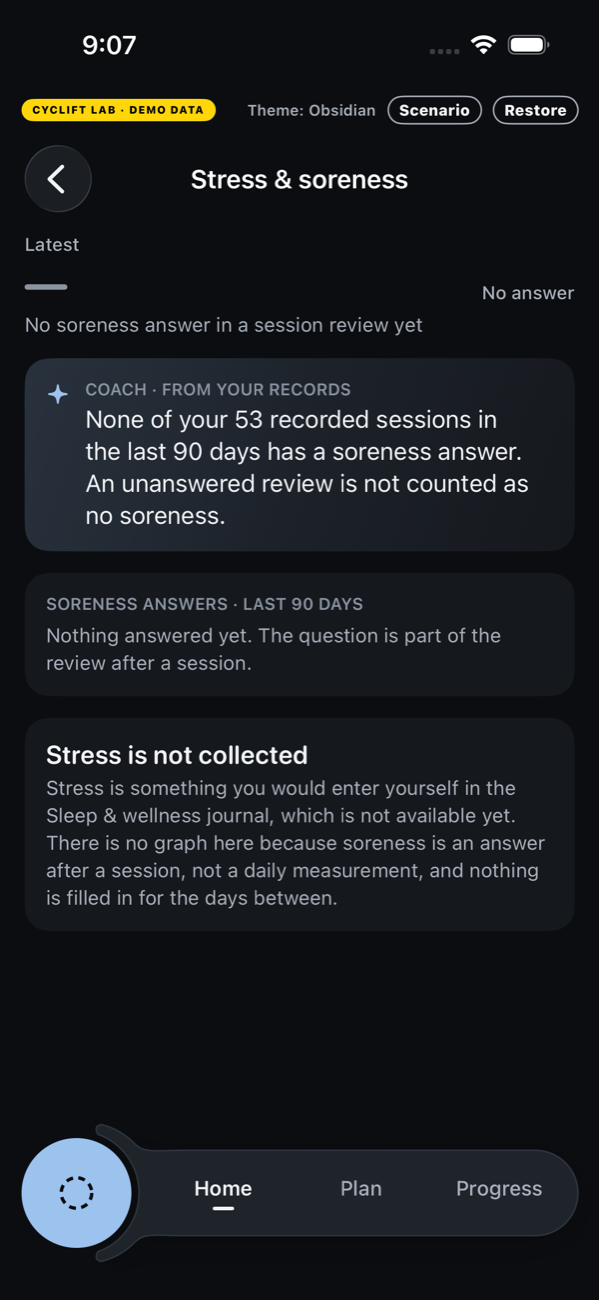 9:07
CYCLIFT LAB · DEMO DATA
Theme: Obsidian
Scenario
Restore
Stress & soreness
Latest
No answer
No soreness answer in a session review yet
COACH · FROM YOUR RECORDS
None of your 53 recorded sessions in
the last 90 days has a soreness answer.
An unanswered review is not counted as
no soreness.
SORENESS ANSWERS · LAST 90 DAYS
Nothing answered yet. The question is part of the
review after a session.
Stress is not collected
Stress is something you would enter yourself in the
Sleep & wellness journal, which is not available yet.
There is no graph here because soreness is an answer
after a session, not a daily measurement, and nothing
is filled in for the days between.
Home
Plan
Progress